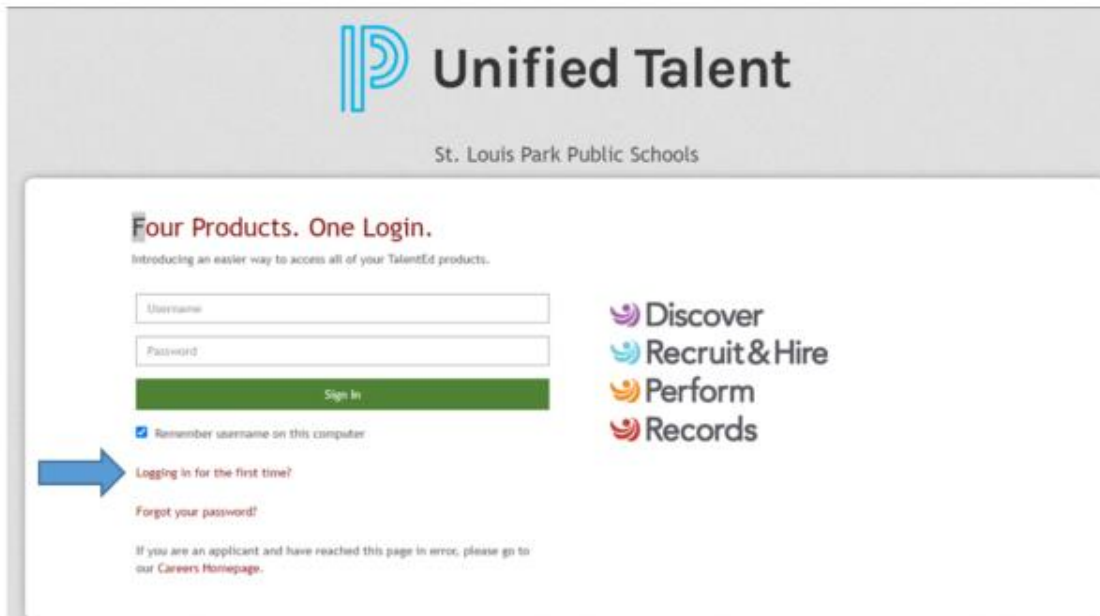 Unified Talent
St. Louis Park Public Schools
Four Products. One Login.
Introducing an easier way to access all of your TalentEd products.
Username
Password
Sign In
Remember username on this computer
Logging in for the first time?
Forgot your password?
If you are an applicant and have reached this page in error, please go to
our Careers Homepage.
Discover
Recruit & Hire
Perform
Records